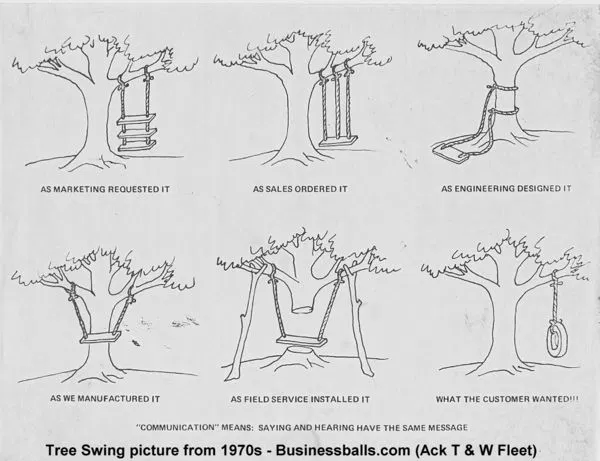 AS MARKETING REQUESTED IT
AS SALES ORDERED IT
AS ENGINEERING DESIGNED IT
AS WE MANUFACTURED IT
AS FIELD SERVICE INSTALLED IT
WHAT THE CUSTOMER WANTED!!!
"COMMUNICATION" MEANS: SAYING AND HEARING HAVE THE SAME MESSAGE
Tree Swing picture from 1970s - Businessballs.com (Ack T & W Fleet)